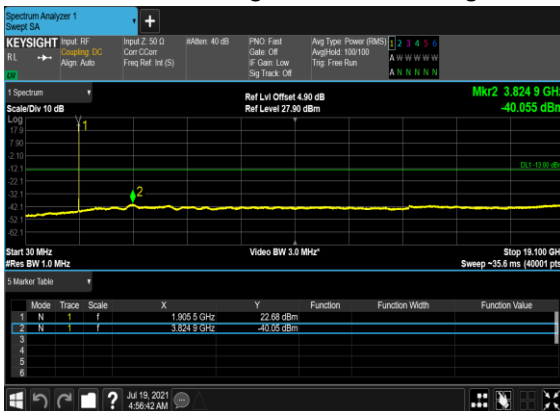 Spectrum Analyzer 1
Swept SA
KEYSIGHT Input: RF Input Z: 50 Ω #Atten: 40 dB PNO: Fast Avg Type: Power (RMS) 1 2 3 4 5 6
RL Coupling: DC Corr CCorr Gate: Off Avg|Hold: 100/100 A W W W W W
Align: Auto Freq Ref: Int (S) IF Gain: Low Trig: Free Run
LV Sig Track: Off A N N N N N
1 Spectrum Ref Lvl Offset 4.90 dB Mkr2 3.824 9 GHz
Scale/Div 10 dB Ref Level 27.90 dBm -40.055 dBm
Log
17.9 1
7.90
-2.10
-12.1 DL1 -13.00 dBm
-22.1
-32.1 2
-42.1
-52.1
-62.1
Start 30 MHz Video BW 3.0 MHz* Stop 19.100 GHz
#Res BW 1.0 MHz Sweep ~35.6 ms (40001 pts
5 Marker Table
Mode Trace Scale X Y Function Function Width Function Value
1 N 1 f 1.905 5 GHz 22.68 dBm
2 N 1 f 3.824 9 GHz -40.05 dBm
3
4
5
6
? Jul 19, 2021
4:56:42 AM